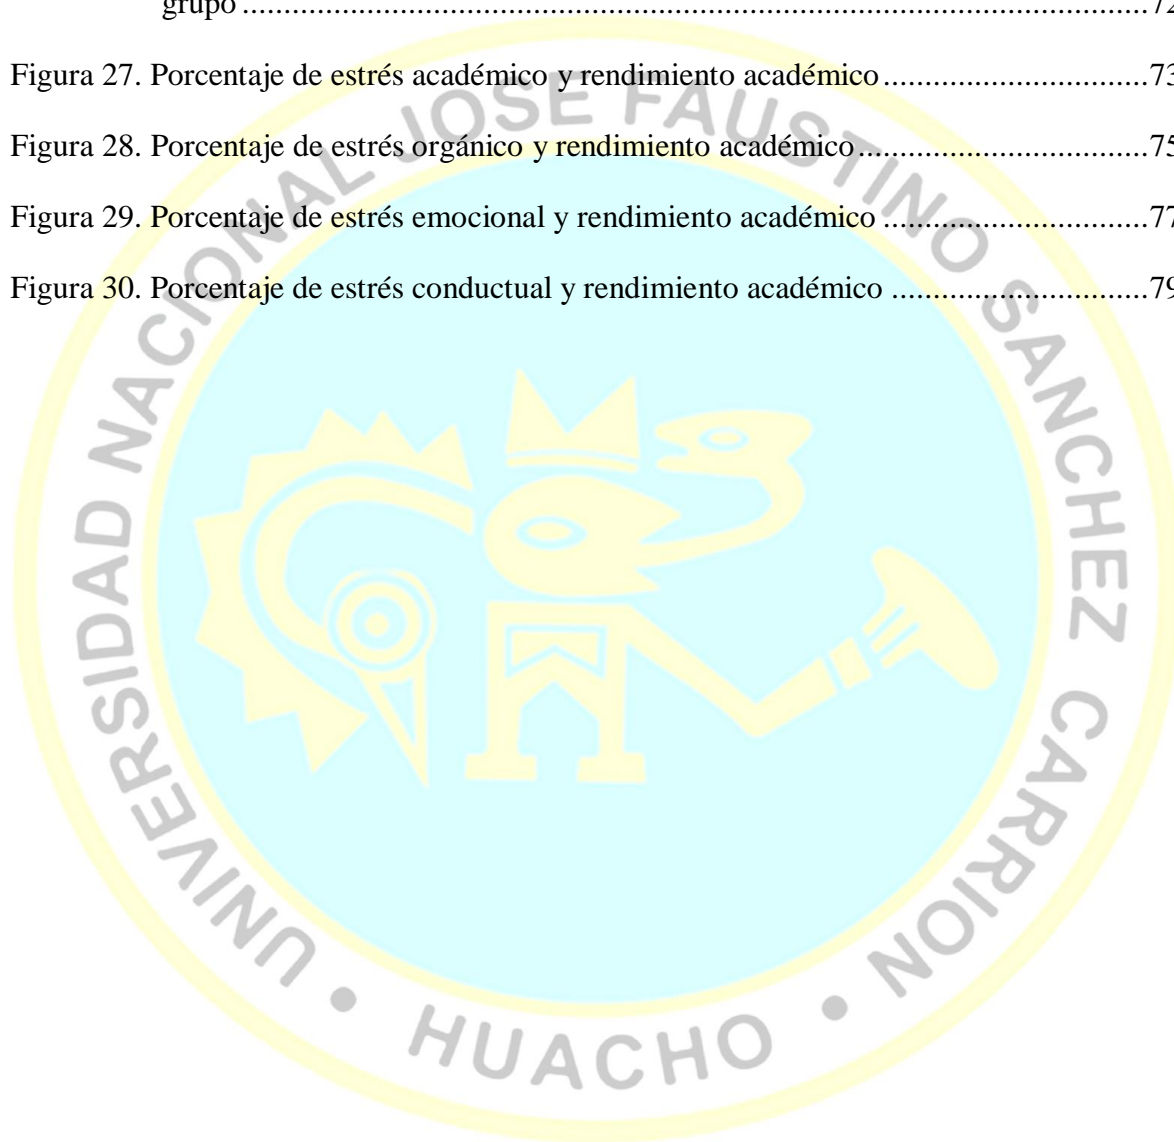 grupo ........................................................................................................... 72
Figura 27. Porcentaje de estrés académico y rendimiento académico ................................ 73
Figura 28. Porcentaje de estrés orgánico y rendimiento académico ................................... 75
Figura 29. Porcentaje de estrés emocional y rendimiento académico ................................ 77
Figura 30. Porcentaje de estrés conductual y rendimiento académico ............................... 79
UNIVERSIDAD NACIONAL JOSE FAUSTINO SANCHEZ CARRION
• HUACHO •